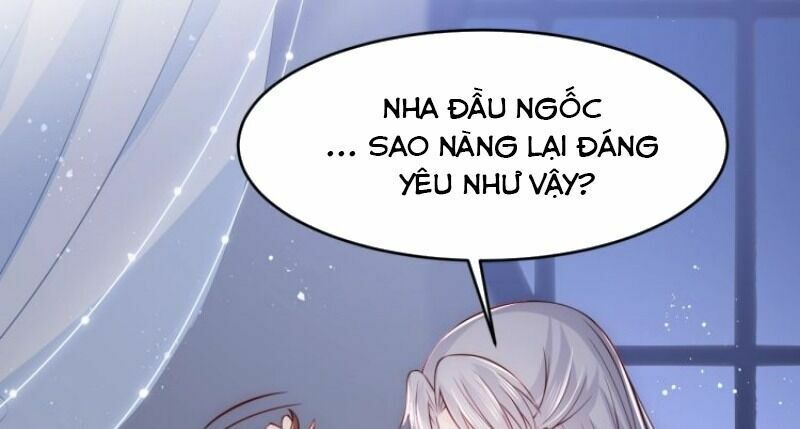 NHA ĐẦU NGỐC
... SAO NÀNG LẠI ĐÁNG
YÊU NHƯ VẬY?